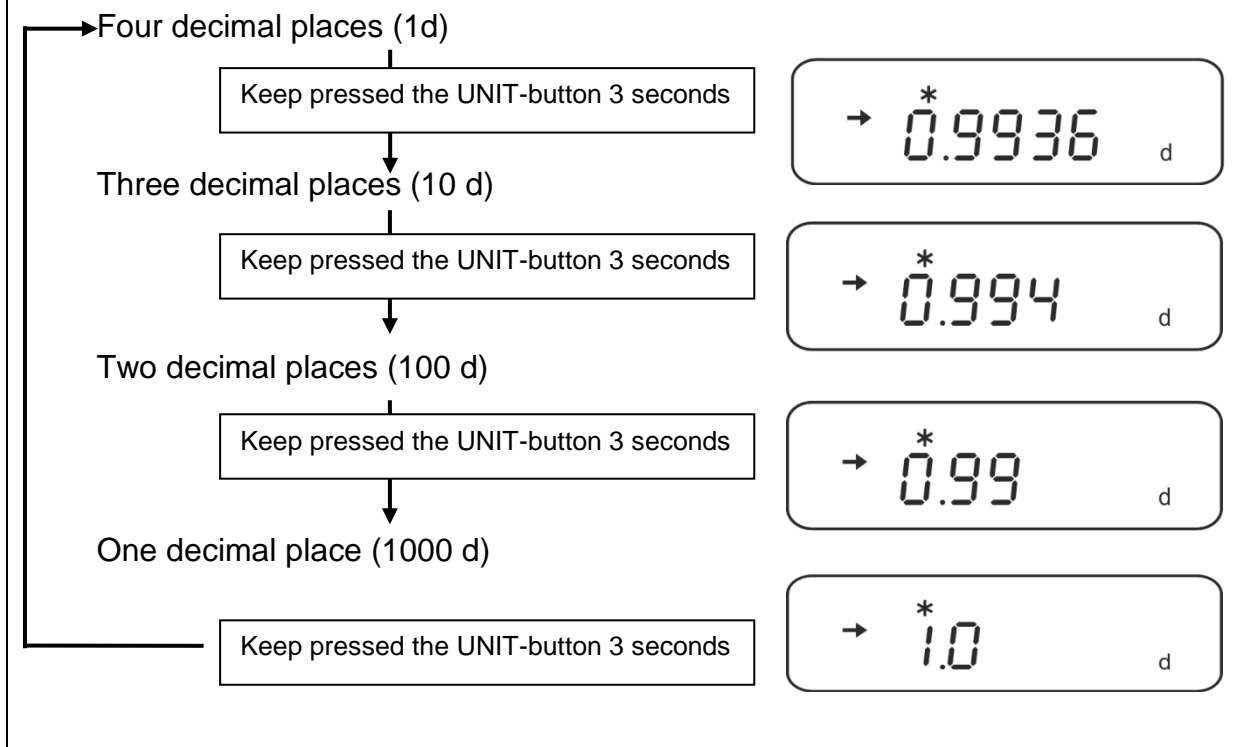 Four decimal places (1d)
Keep pressed the UNIT-button 3 seconds
* 
→ 0.9936 d
Three decimal places (10 d)
Keep pressed the UNIT-button 3 seconds
*
→ 0.994 d
Two decimal places (100 d)
Keep pressed the UNIT-button 3 seconds
*
→ 0.99 d
One decimal place (1000 d)
Keep pressed the UNIT-button 3 seconds
*
→ 1.0 d